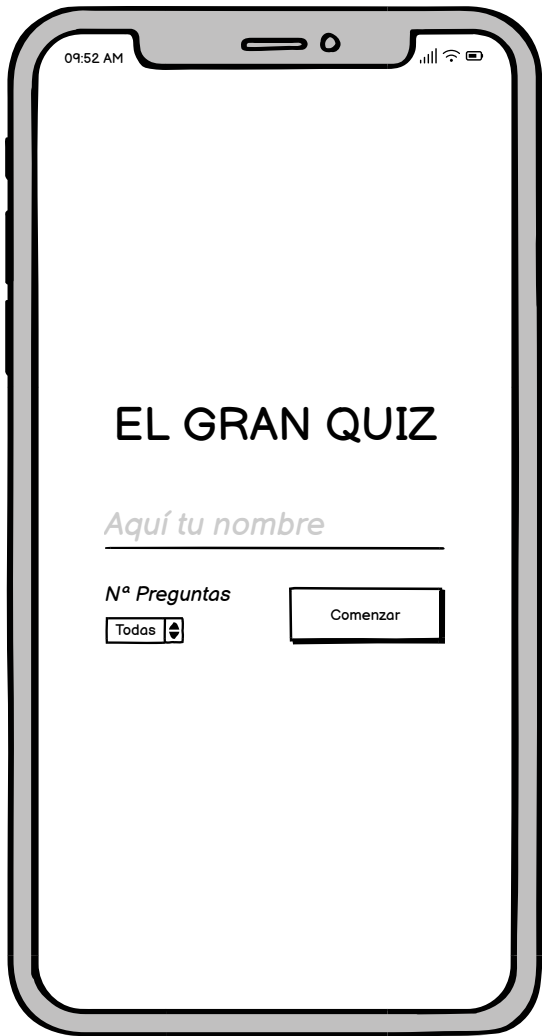 09:52 AM
EL GRAN QUIZ
Aquí tu nombre
Nª Preguntas
Todas
Comenzar